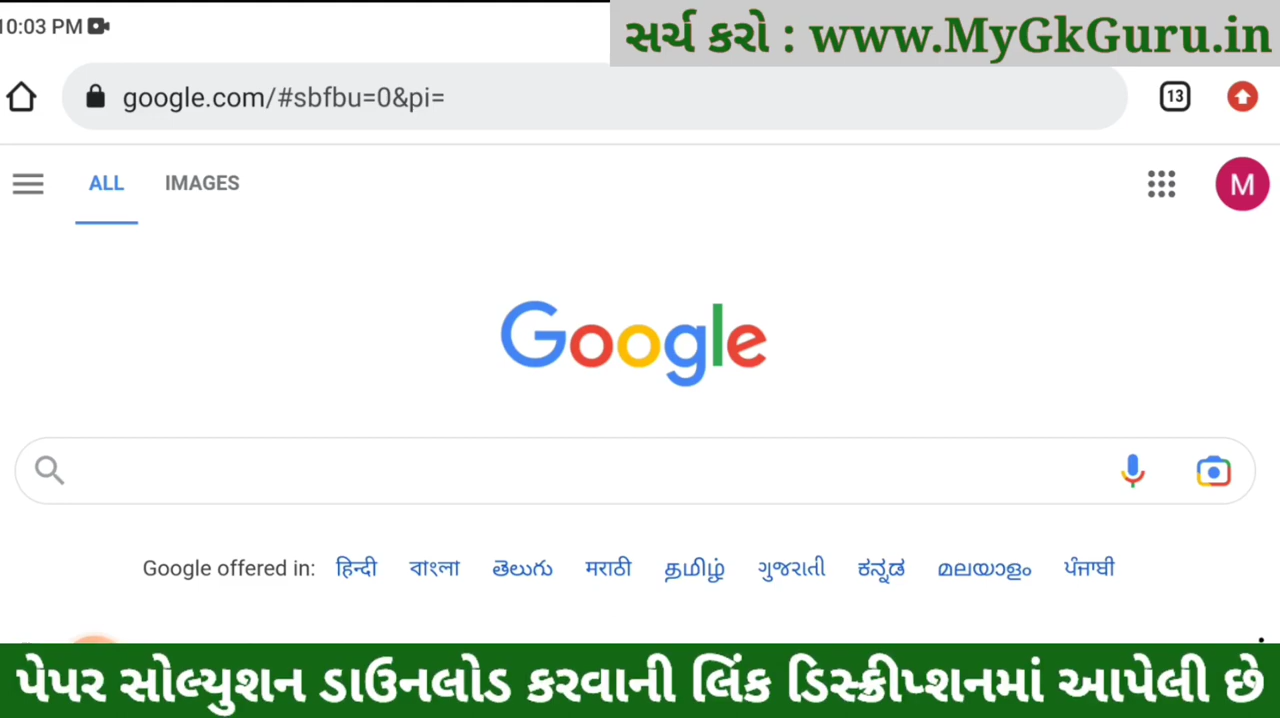 10:03 PM
સર્ચ કરો : www.MyGkGuru.in
google.com/#sbfbu=0&pi=
13
ALL IMAGES
M
Google
Google offered in: हिन्दी বাংলা తెలుగు मराठी தமிழ் ગુજરાતી ಕನ್ನಡ മലയാളം ਪੰਜਾਬੀ
પેપર સોલ્યુશન ડાઉનલોડ કરવાની લિંક ડિસ્ક્રીપ્શનમાં આપેલી છે